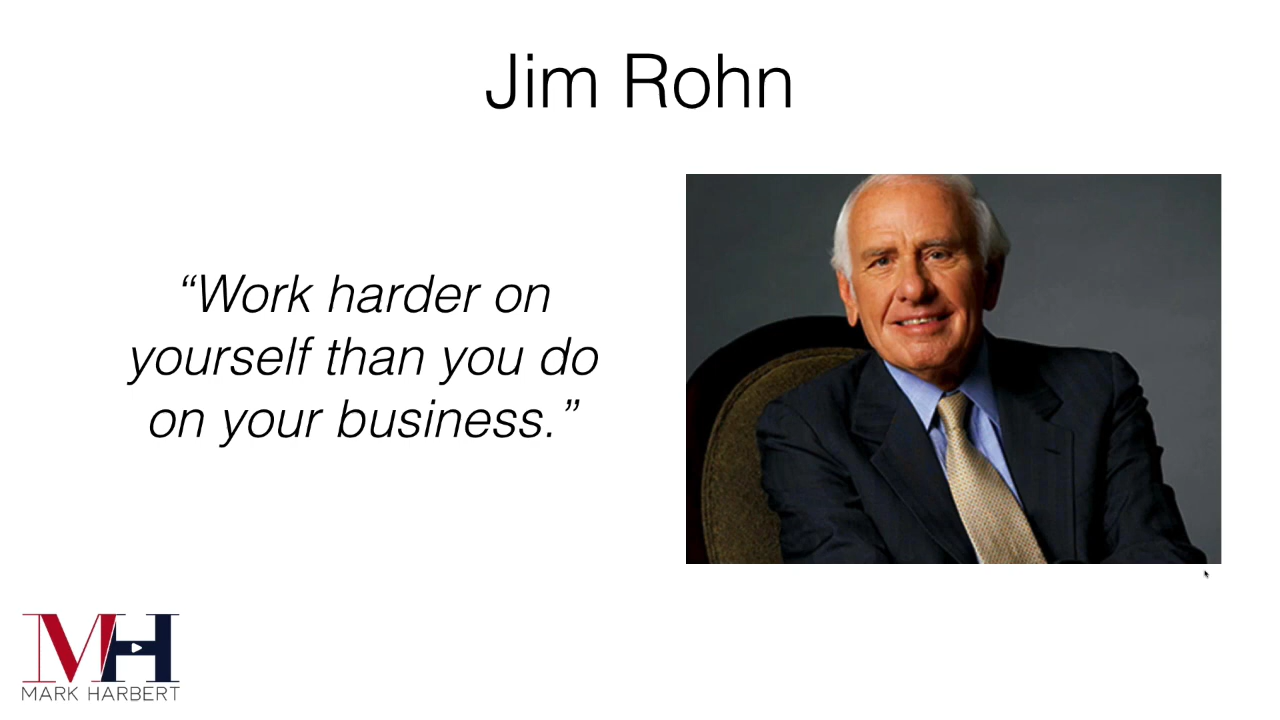 Jim Rohn
“Work harder on
yourself than you do
on your business.”
MH
MARK HARBERT